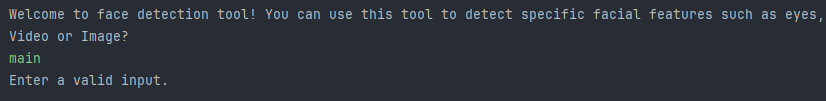 Welcome to face detection tool! You can use this tool to detect specific facial features such as eyes,
Video or Image?
main
Enter a valid input.